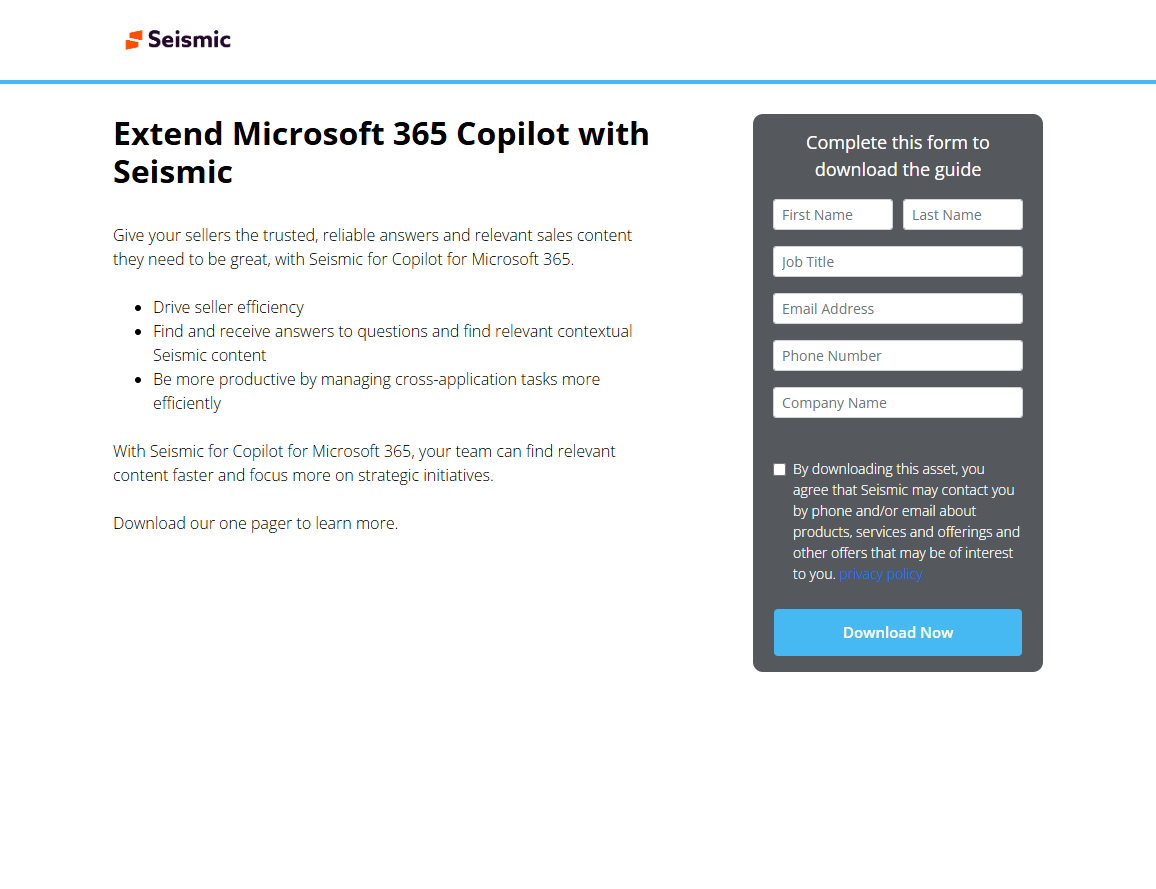 Seismic
Extend Microsoft 365 Copilot with
Seismic
Give your sellers the trusted, reliable answers and relevant sales content
they need to be great, with Seismic for Copilot for Microsoft 365.
Drive seller efficiency
Find and receive answers to questions and find relevant contextual
Seismic content
Be more productive by managing cross-application tasks more
efficiently
With Seismic for Copilot for Microsoft 365, your team can find relevant
content faster and focus more on strategic initiatives.
Download our one pager to learn more.
Complete this form to
download the guide
First Name
Last Name
Job Title
Email Address
Phone Number
Company Name
By downloading this asset, you
agree that Seismic may contact you
by phone and/or email about
products, services and offerings and
other offers that may be of interest
to you. privacy policy
Download Now